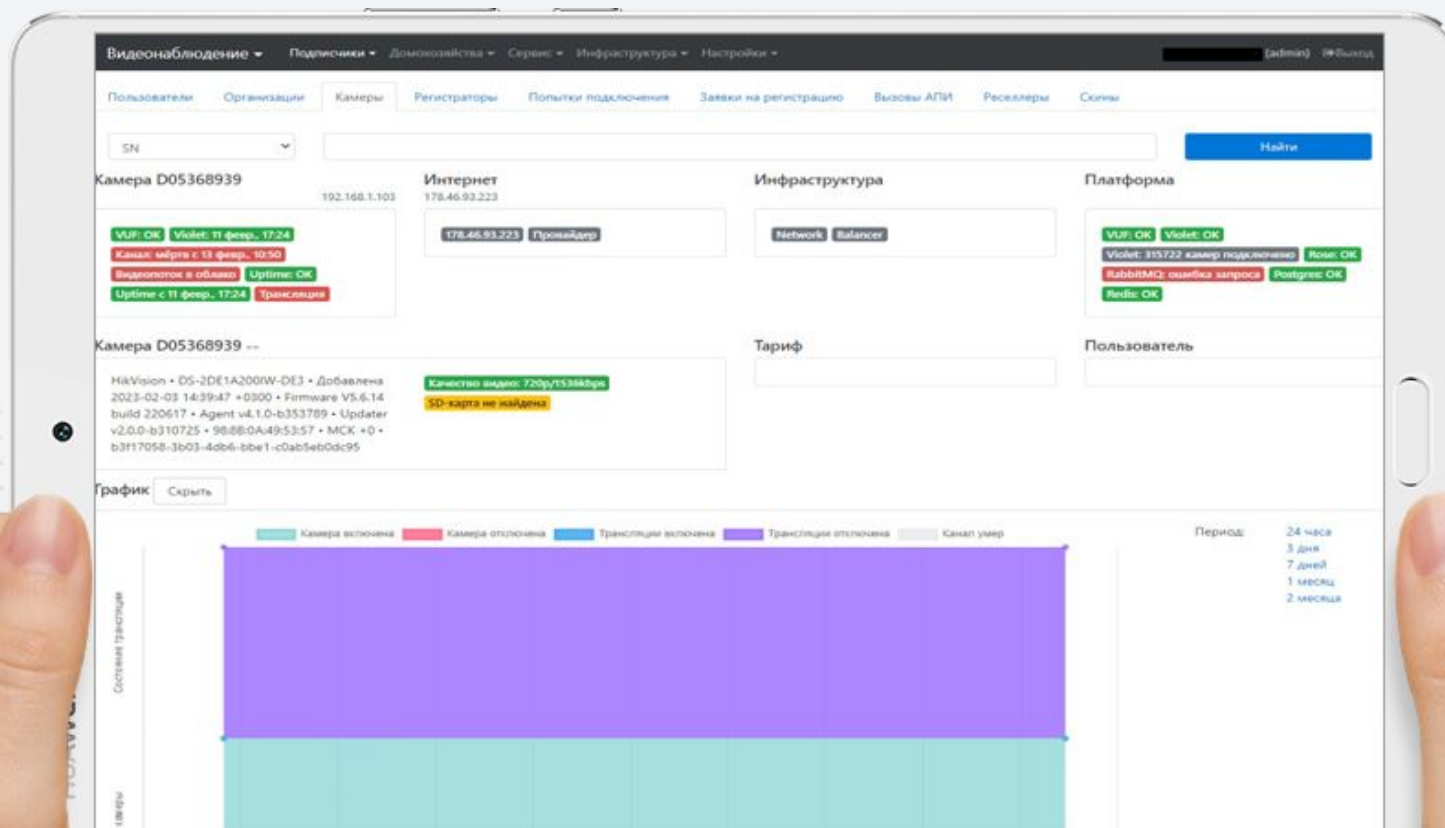 Видеонаблюдение Подписчики Домохозяйства Сервис Инфраструктура Настройки (admin) Выход
Пользователи Организации Камеры Регистраторы Попытки подключения Заявки на регистрацию Вызовы АПИ Реселлеры Скины
SN Найти
Камера D05368939 Интернет Инфраструктура Платформа
192.168.1.103 178.46.93.223
VUF: OK Violet: 11 февр., 17:24 178.46.93.223 Провайдер Network Balancer VUF: OK Violet: OK
Канал: мёртв с 13 февр., 10:50 Violet: 315722 камер подключено Rose: OK
Видеопоток в облако Uptime: OK RabbitMQ: ошибка запроса Postgres: OK
Uptime с 11 февр., 17:24 Трансляция Redis: OK
Камера D05368939 -- Тариф Пользователь
HikVision • DS-2DE1A200IW-DE3 • Добавлена Качество видео: 720p/1536kbps
2023-02-03 14:39:47 +0300 • Firmware V5.6.14 SD-карта не найдена
build 220617 • Agent v4.1.0-b353789 • Updater
v2.0.0-b310725 • 98:8B:0A:49:53:57 • МСК +0 •
b3f17058-3b03-4db6-bbe1-c0ab5eb0dc95
График Скрыть
Камера включена Камера отключена Трансляции включена Трансляции отключена Канал умер Период: 24 часа
3 дня
7 дней
1 месяц
2 месяца
Состояние трансляции
камеры